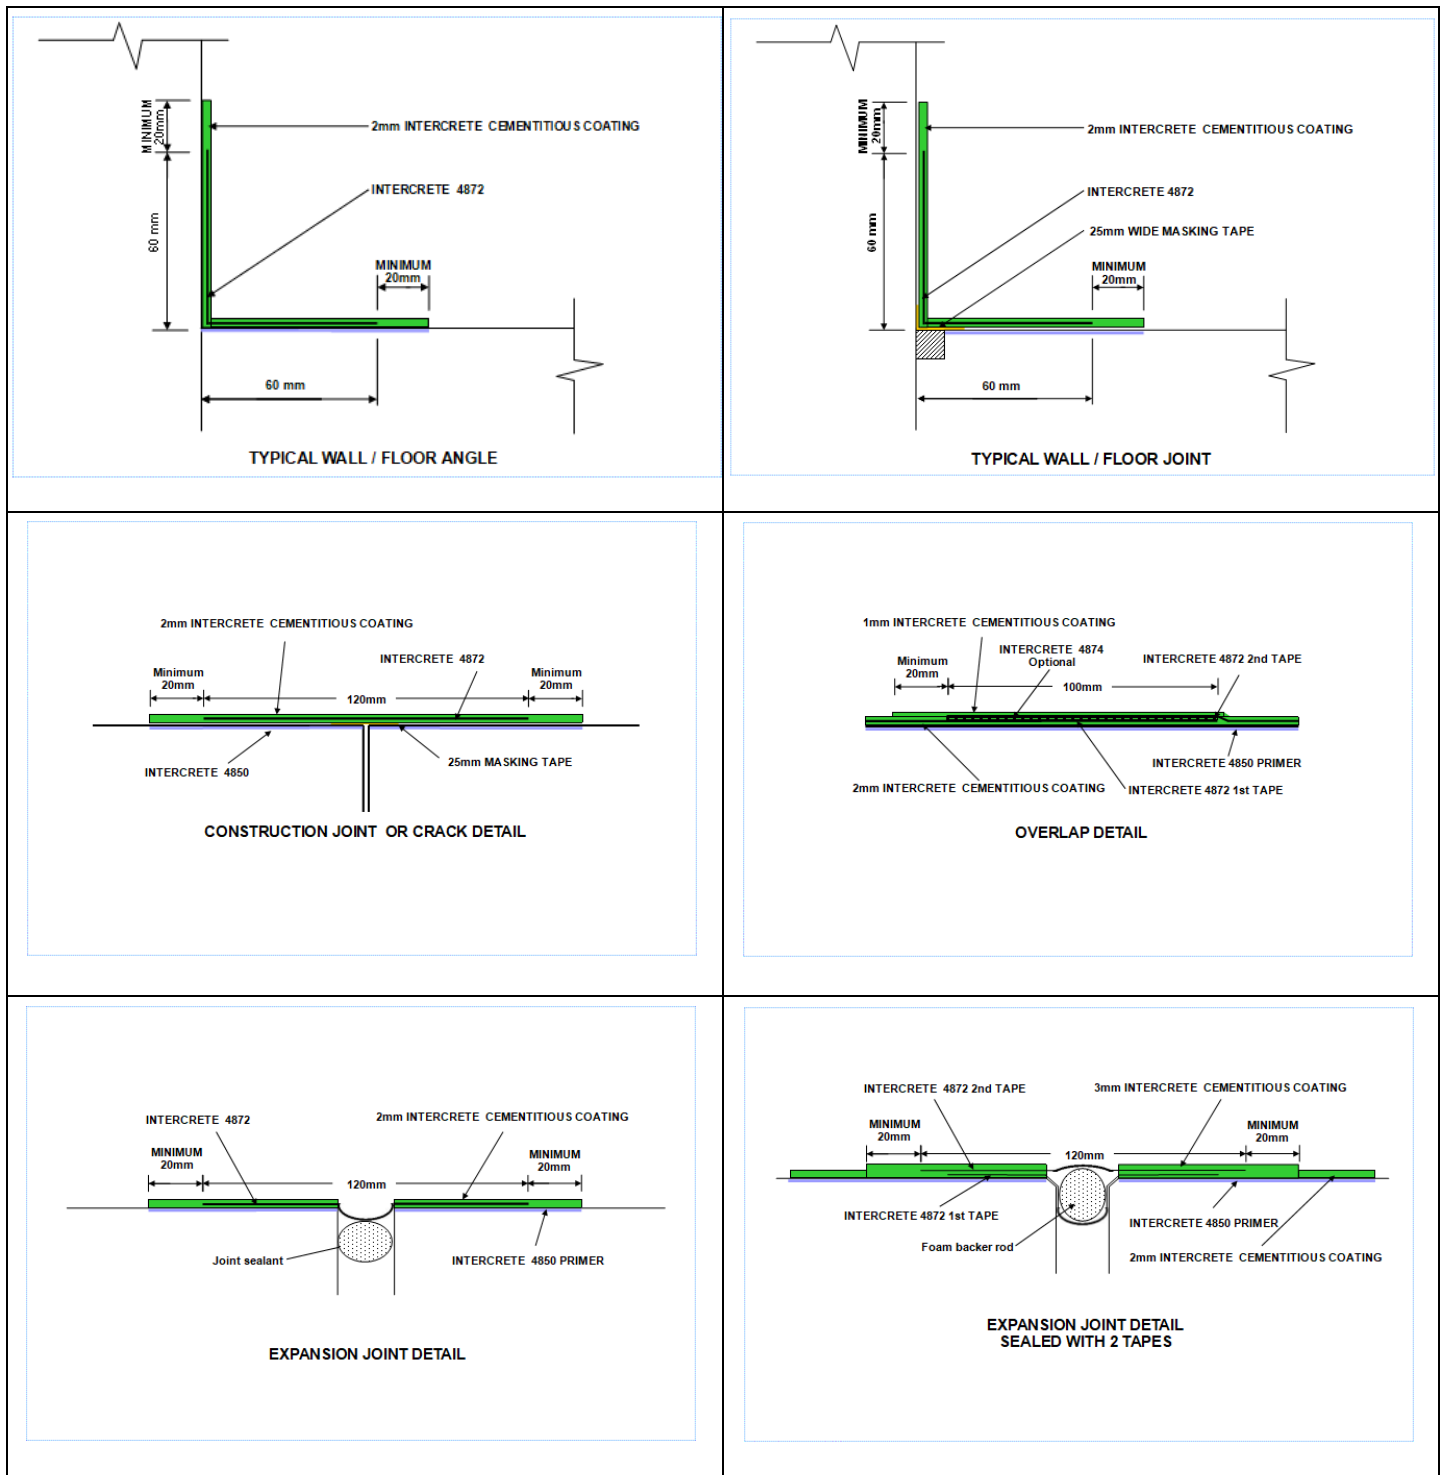 MINIMUM
20mm
2mm INTERCRETE CEMENTITIOUS COATING
INTERCRETE 4872
60 mm
MINIMUM
20mm
60 mm
TYPICAL WALL / FLOOR ANGLE
MINIMUM
20mm
2mm INTERCRETE CEMENTITIOUS COATING
INTERCRETE 4872
60 mm
25mm WIDE MASKING TAPE
MINIMUM
20mm
60 mm
TYPICAL WALL / FLOOR JOINT
2mm INTERCRETE CEMENTITIOUS COATING
INTERCRETE 4872
Minimum
20mm
Minimum
20mm
120mm
25mm MASKING TAPE
INTERCRETE 4850
CONSTRUCTION JOINT OR CRACK DETAIL
1mm INTERCRETE CEMENTITIOUS COATING
INTERCRETE 4874
Optional
INTERCRETE 4872 2nd TAPE
Minimum
20mm
100mm
INTERCRETE 4850 PRIMER
2mm INTERCRETE CEMENTITIOUS COATING
INTERCRETE 4872 1st TAPE
OVERLAP DETAIL
INTERCRETE 4872
2mm INTERCRETE CEMENTITIOUS COATING
MINIMUM
20mm
MINIMUM
20mm
120mm
Joint sealant
INTERCRETE 4850 PRIMER
EXPANSION JOINT DETAIL
INTERCRETE 4872 2nd TAPE
3mm INTERCRETE CEMENTITIOUS COATING
MINIMUM
20mm
MINIMUM
20mm
120mm
INTERCRETE 4872 1st TAPE
INTERCRETE 4850 PRIMER
Foam backer rod
2mm INTERCRETE CEMENTITIOUS COATING
EXPANSION JOINT DETAIL
SEALED WITH 2 TAPES